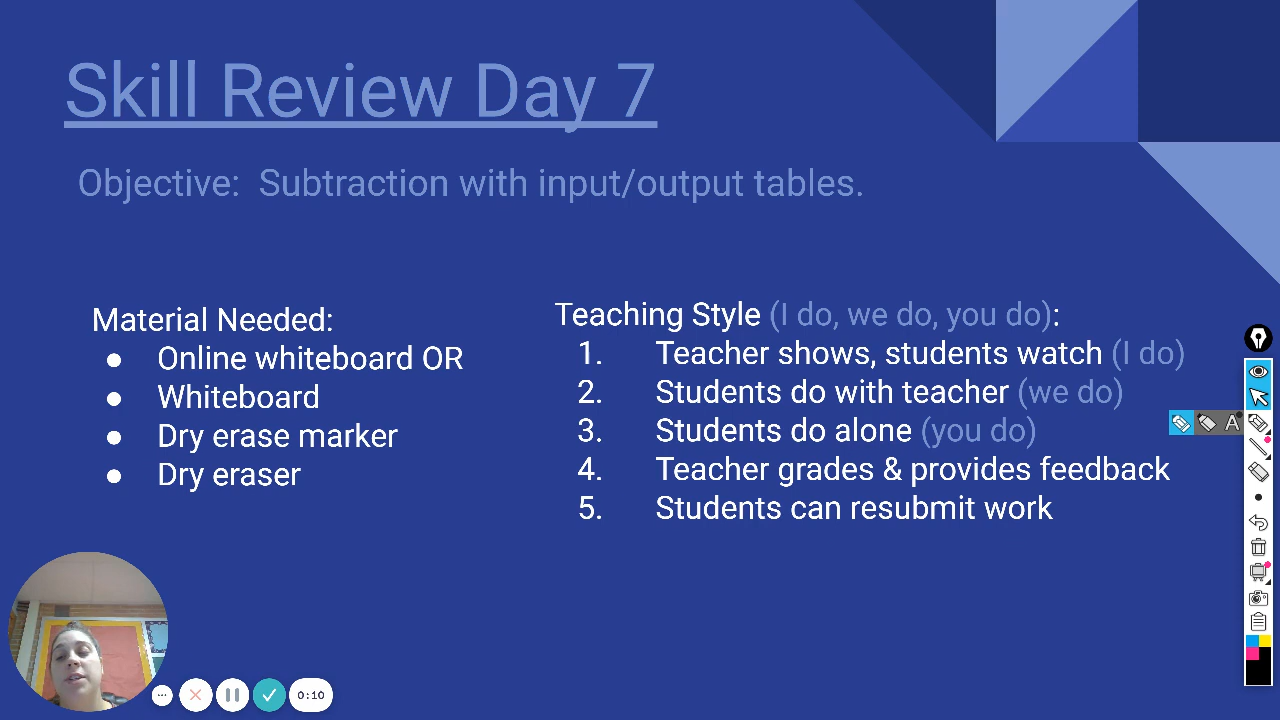 Skill Review Day 7
Objective: Subtraction with input/output tables.
Material Needed:
● Online whiteboard OR
● Whiteboard
● Dry erase marker
● Dry eraser
Teaching Style (I do, we do, you do):
1. Teacher shows, students watch (I do)
2. Students do with teacher (we do)
3. Students do alone (you do)
4. Teacher grades & provides feedback
5. Students can resubmit work
A
0:10